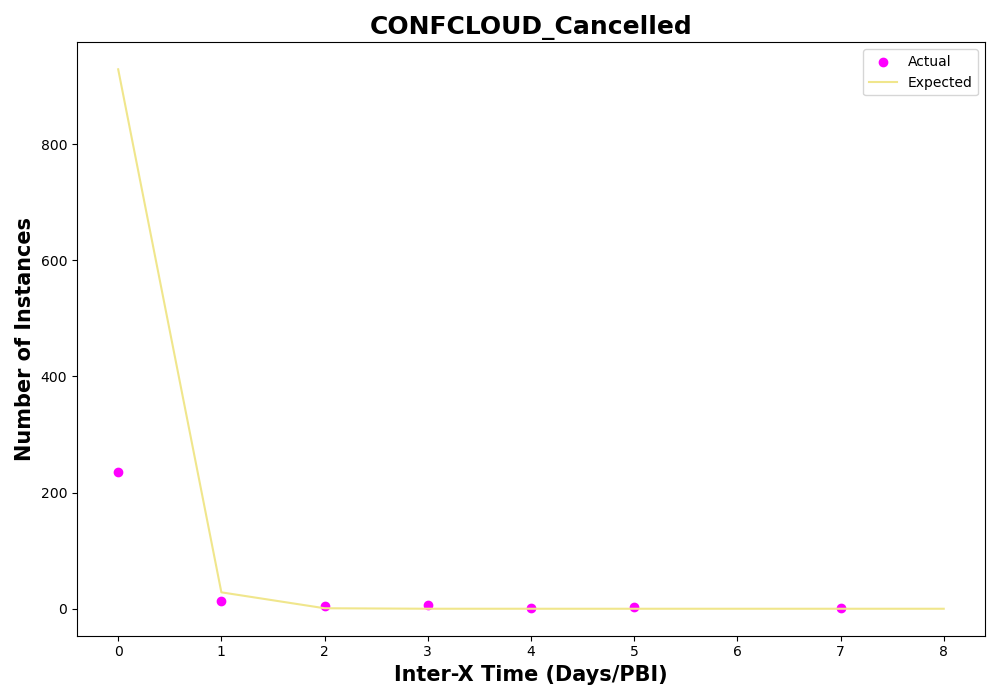 CONFCLOUD_Cancelled
Actual
Expected
Number of Instances
800
600
400
200
0
0 1 2 3 4 5 6 7 8
Inter-X Time (Days/PBI)